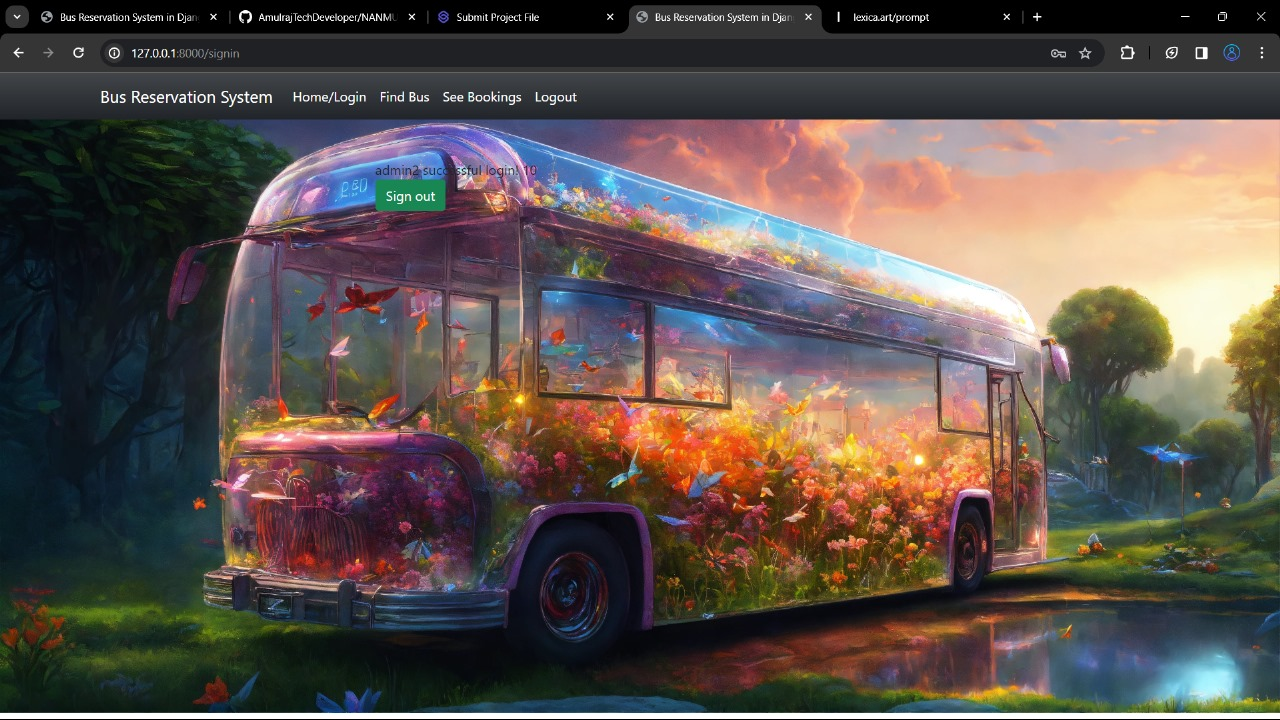 Bus Reservation System in Djan
AmulrajTechDeveloper/NANMU
Submit Project File
Bus Reservation System in Djan
lexica.art/prompt
127.0.0.1:8000/signin
Bus Reservation System Home/Login Find Bus See Bookings Logout
admin2 successful login! 10
Sign out